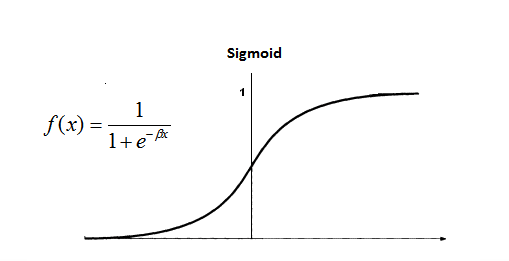 Sigmoid
1
f(x) = 1 / (1 + e^{-βx})